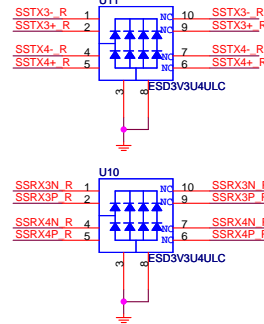 U11
SSTX3-_R 1 NC 10 SSTX3-_R
SSTX3+_R 2 NC 9 SSTX3+_R
SSTX4-_R 4 NC 7 SSTX4-_R
SSTX4+_R 5 NC 6 SSTX4+_R
3 8 ESD3V3U4ULC
U10
SSRX3N_R 1 NC 10 SSRX3N_R
SSRX3P_R 2 NC 9 SSRX3P_R
SSRX4N_R 4 NC 7 SSRX4N_R
SSRX4P_R 5 NC 6 SSRX4P_R
3 8 ESD3V3U4ULC